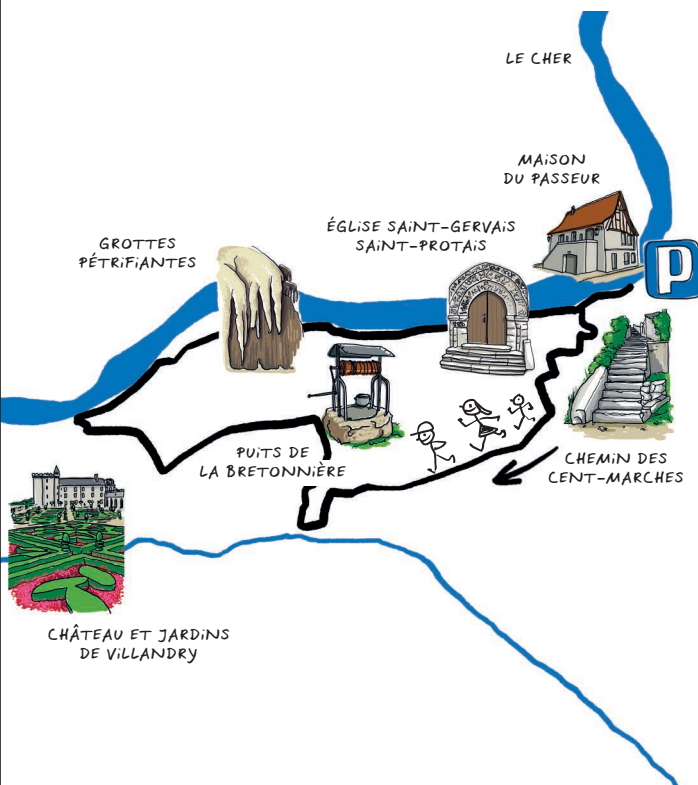 LE CHER
MAiSON
DU PASSEUR
ÉGLiSE SAiNT-GERVAiS
SAiNT-PROTAiS
GROTTES
PÉTRiFiANTES
P
PUiTS DE
LA BRETONNiÈRE
CHEMiN DES
CENT-MARCHES
CHÂTEAU ET JARDiNS
DE ViLLANDRY